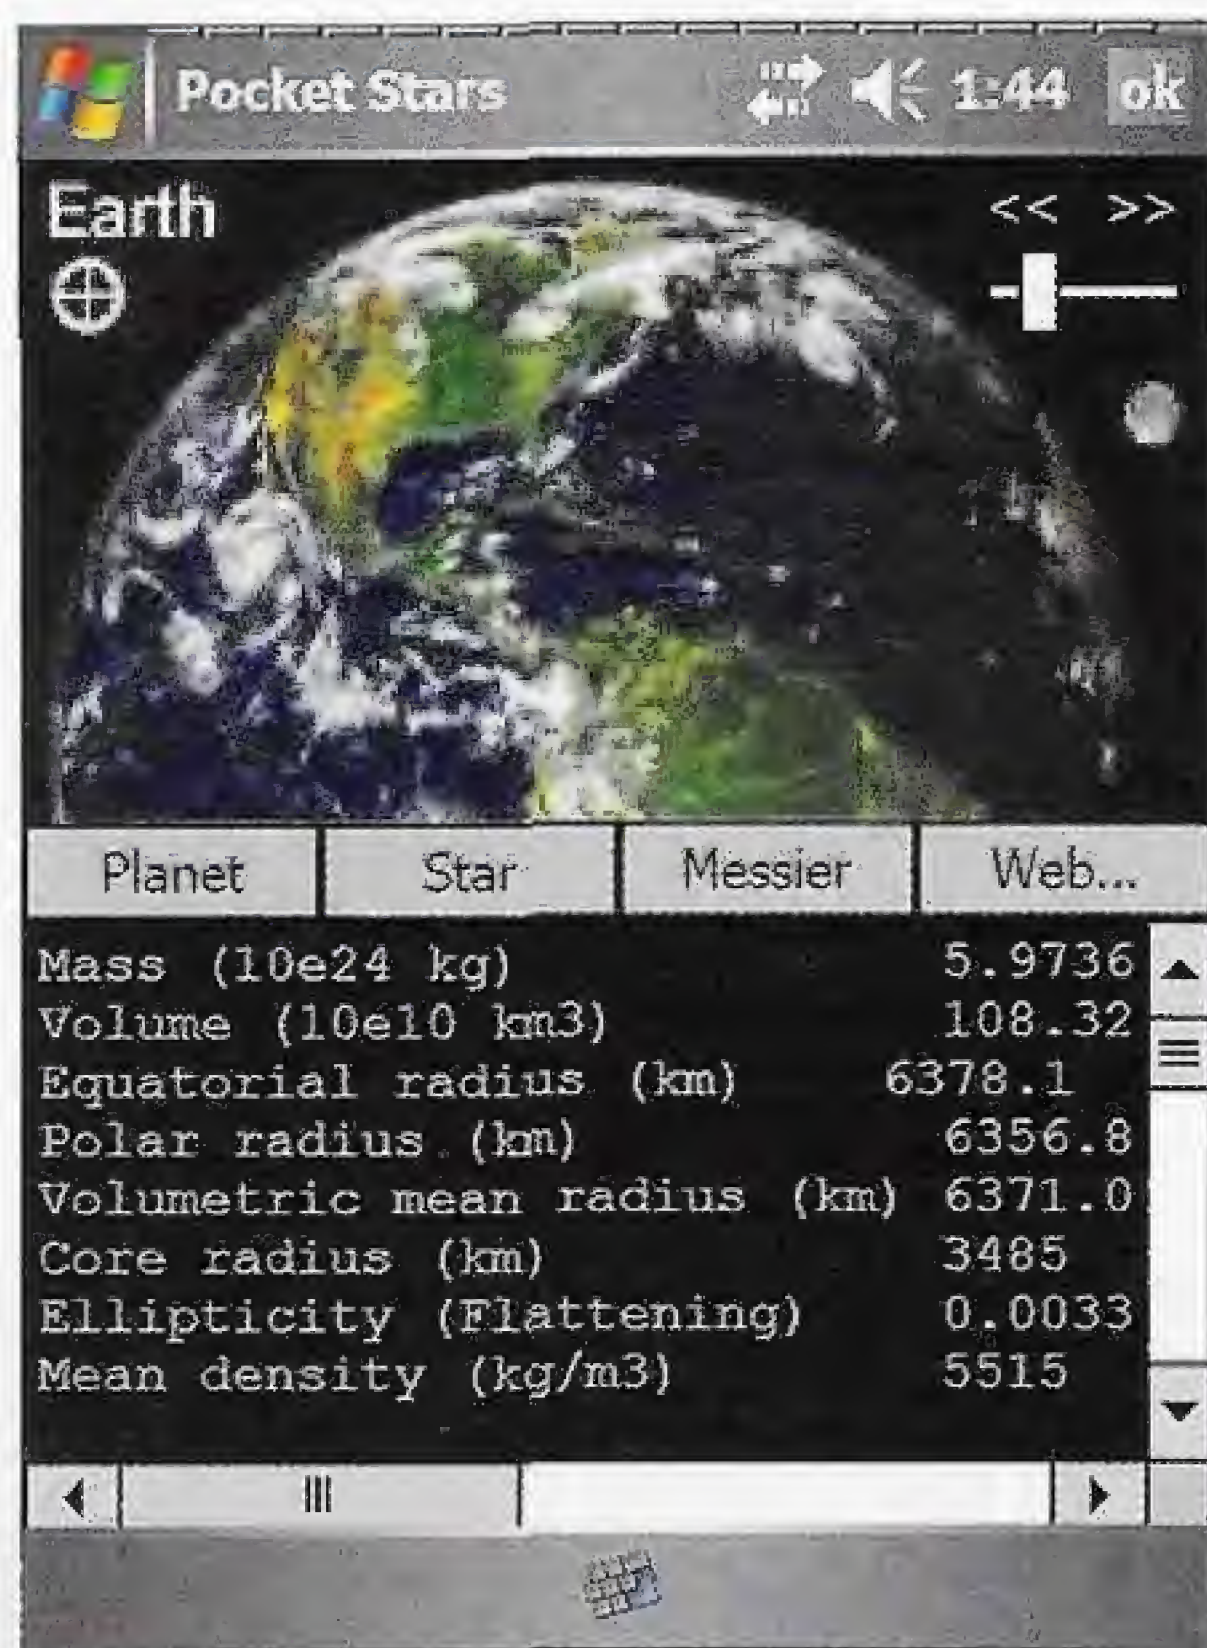 Pocket Stars 1:44 ok
Earth << >>
Planet Star Messier Web...
Mass (10e24 kg) 5.9736
Volume (10e10 km3) 108.32
Equatorial radius (km) 6378.1
Polar radius (km) 6356.8
Volumetric mean radius (km) 6371.0
Core radius (km) 3485
Ellipticity (Flattening) 0.0033
Mean density (kg/m3) 5515